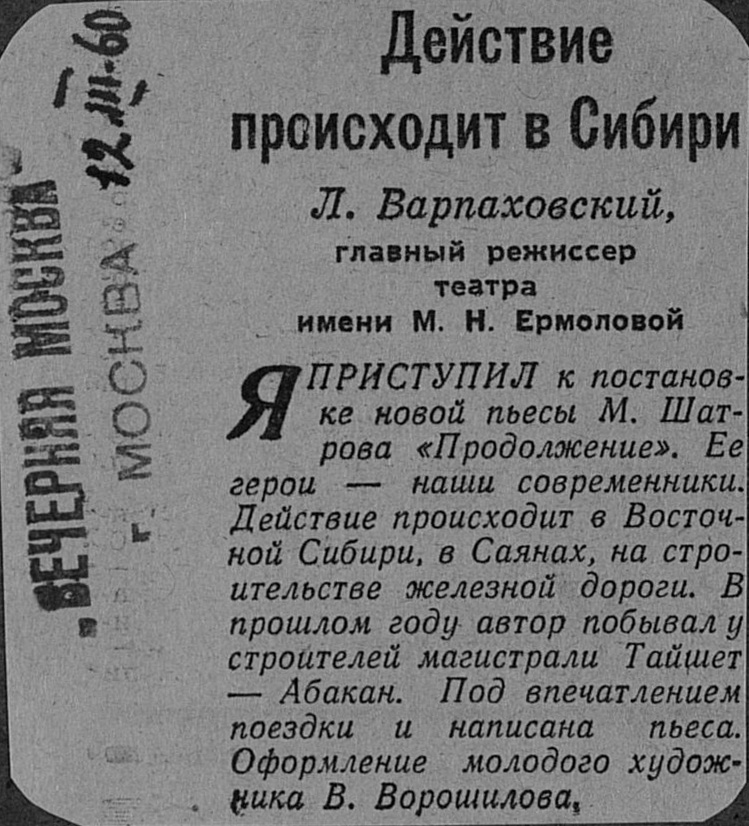 „ВЕЧЕРНЯЯ МОСКВА"
г. МОСКВА
12 III-60
Действие
происходит в Сибири
Л. Варпаховский,
главный режиссер
театра
имени М. Н. Ермоловой
Я ПРИСТУПИЛ к постанов-
ке новой пьесы М. Шат-
рова «Продолжение». Ее
герои — наши современники.
Действие происходит в Восточ-
ной Сибири, в Саянах, на стро-
ительстве железной дороги. В
прошлом году автор побывал у
строителей магистрали Тайшет
— Абакан. Под впечатлением
поездки и написана пьеса.
Оформление молодого худож-
ника В. Ворошилова.